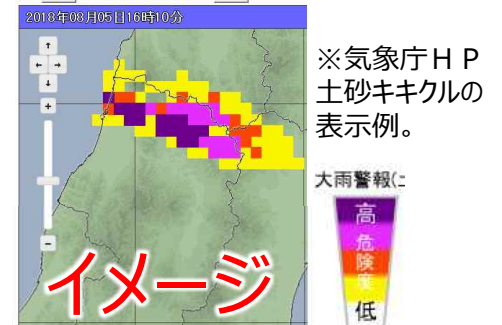 2018年08月05日16時10分
※気象庁HP
土砂キキクルの
表示例。
大雨警報(
高
危
険
度
低
イメージ